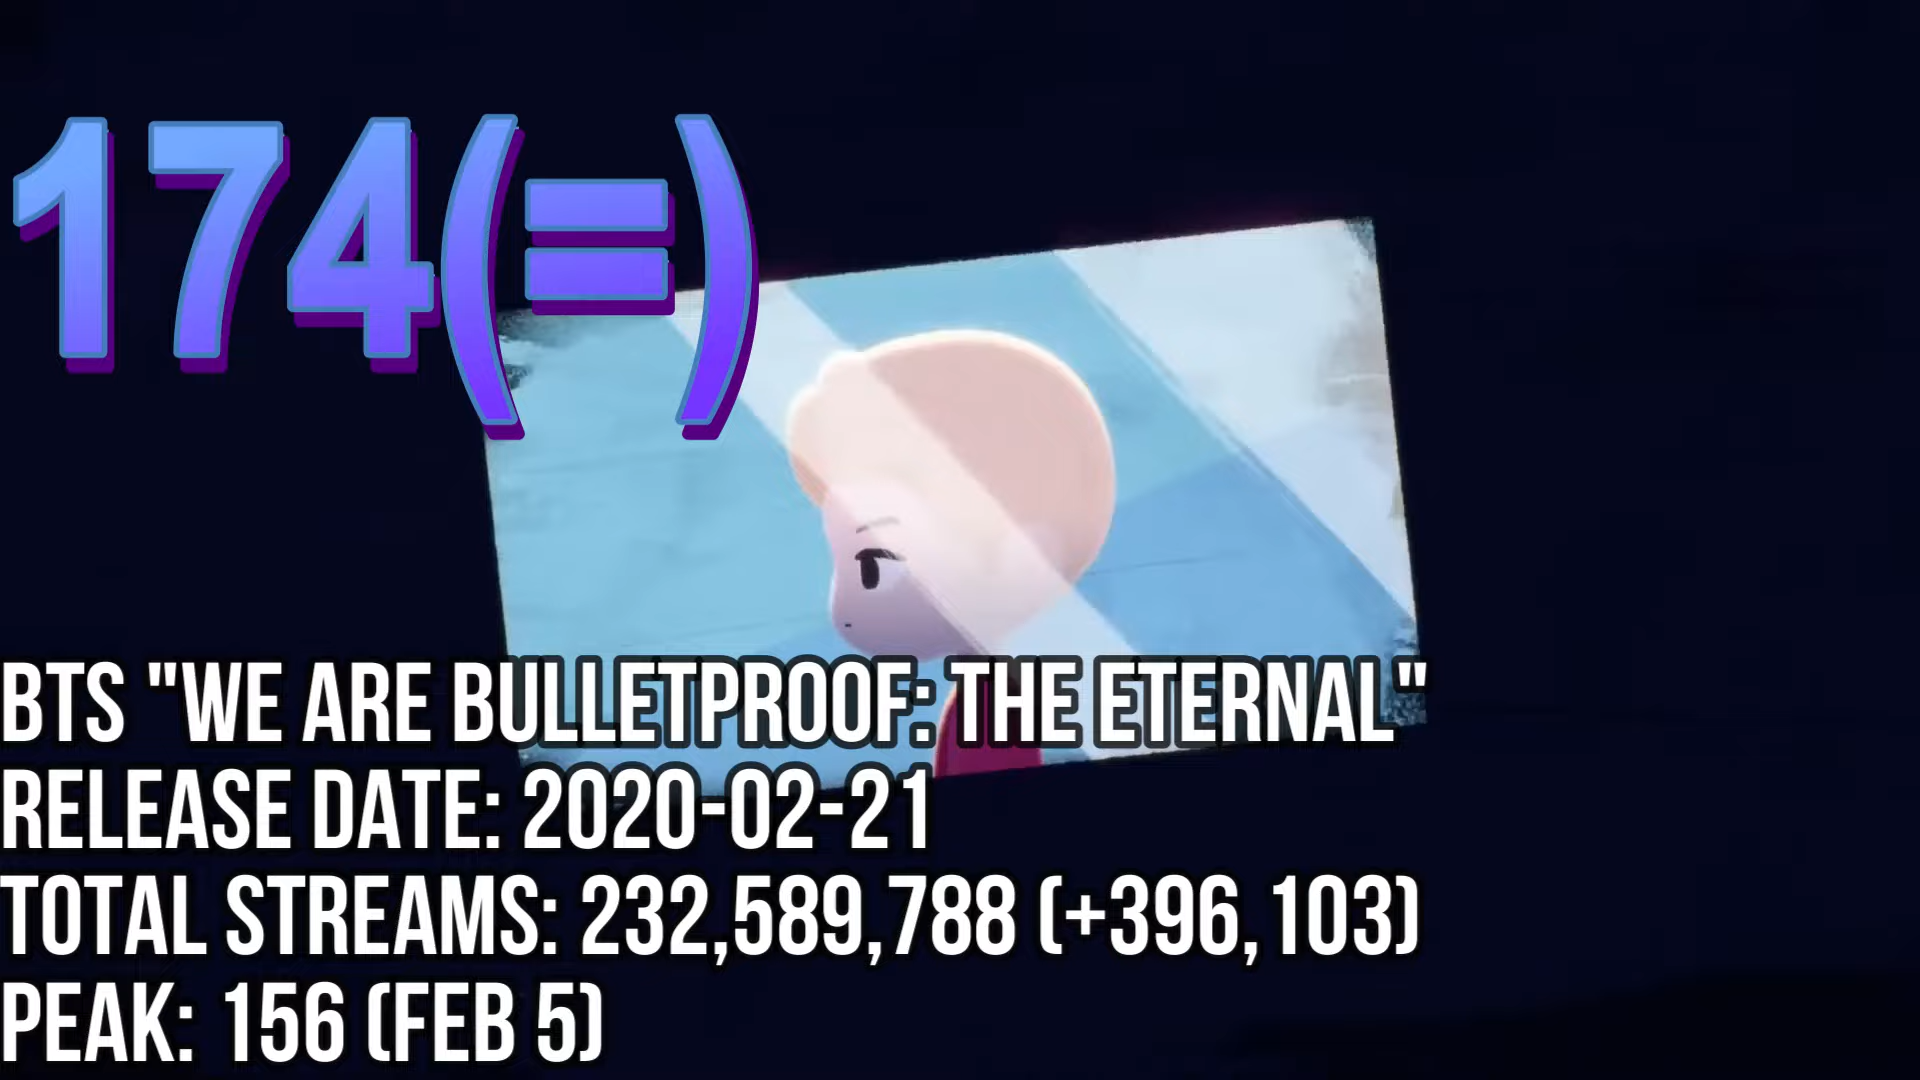 174(=)
BTS "WE ARE BULLETPROOF: THE ETERNAL"
RELEASE DATE: 2020-02-21
TOTAL STREAMS: 232,589,788 (+396,103)
PEAK: 156 (FEB 5)